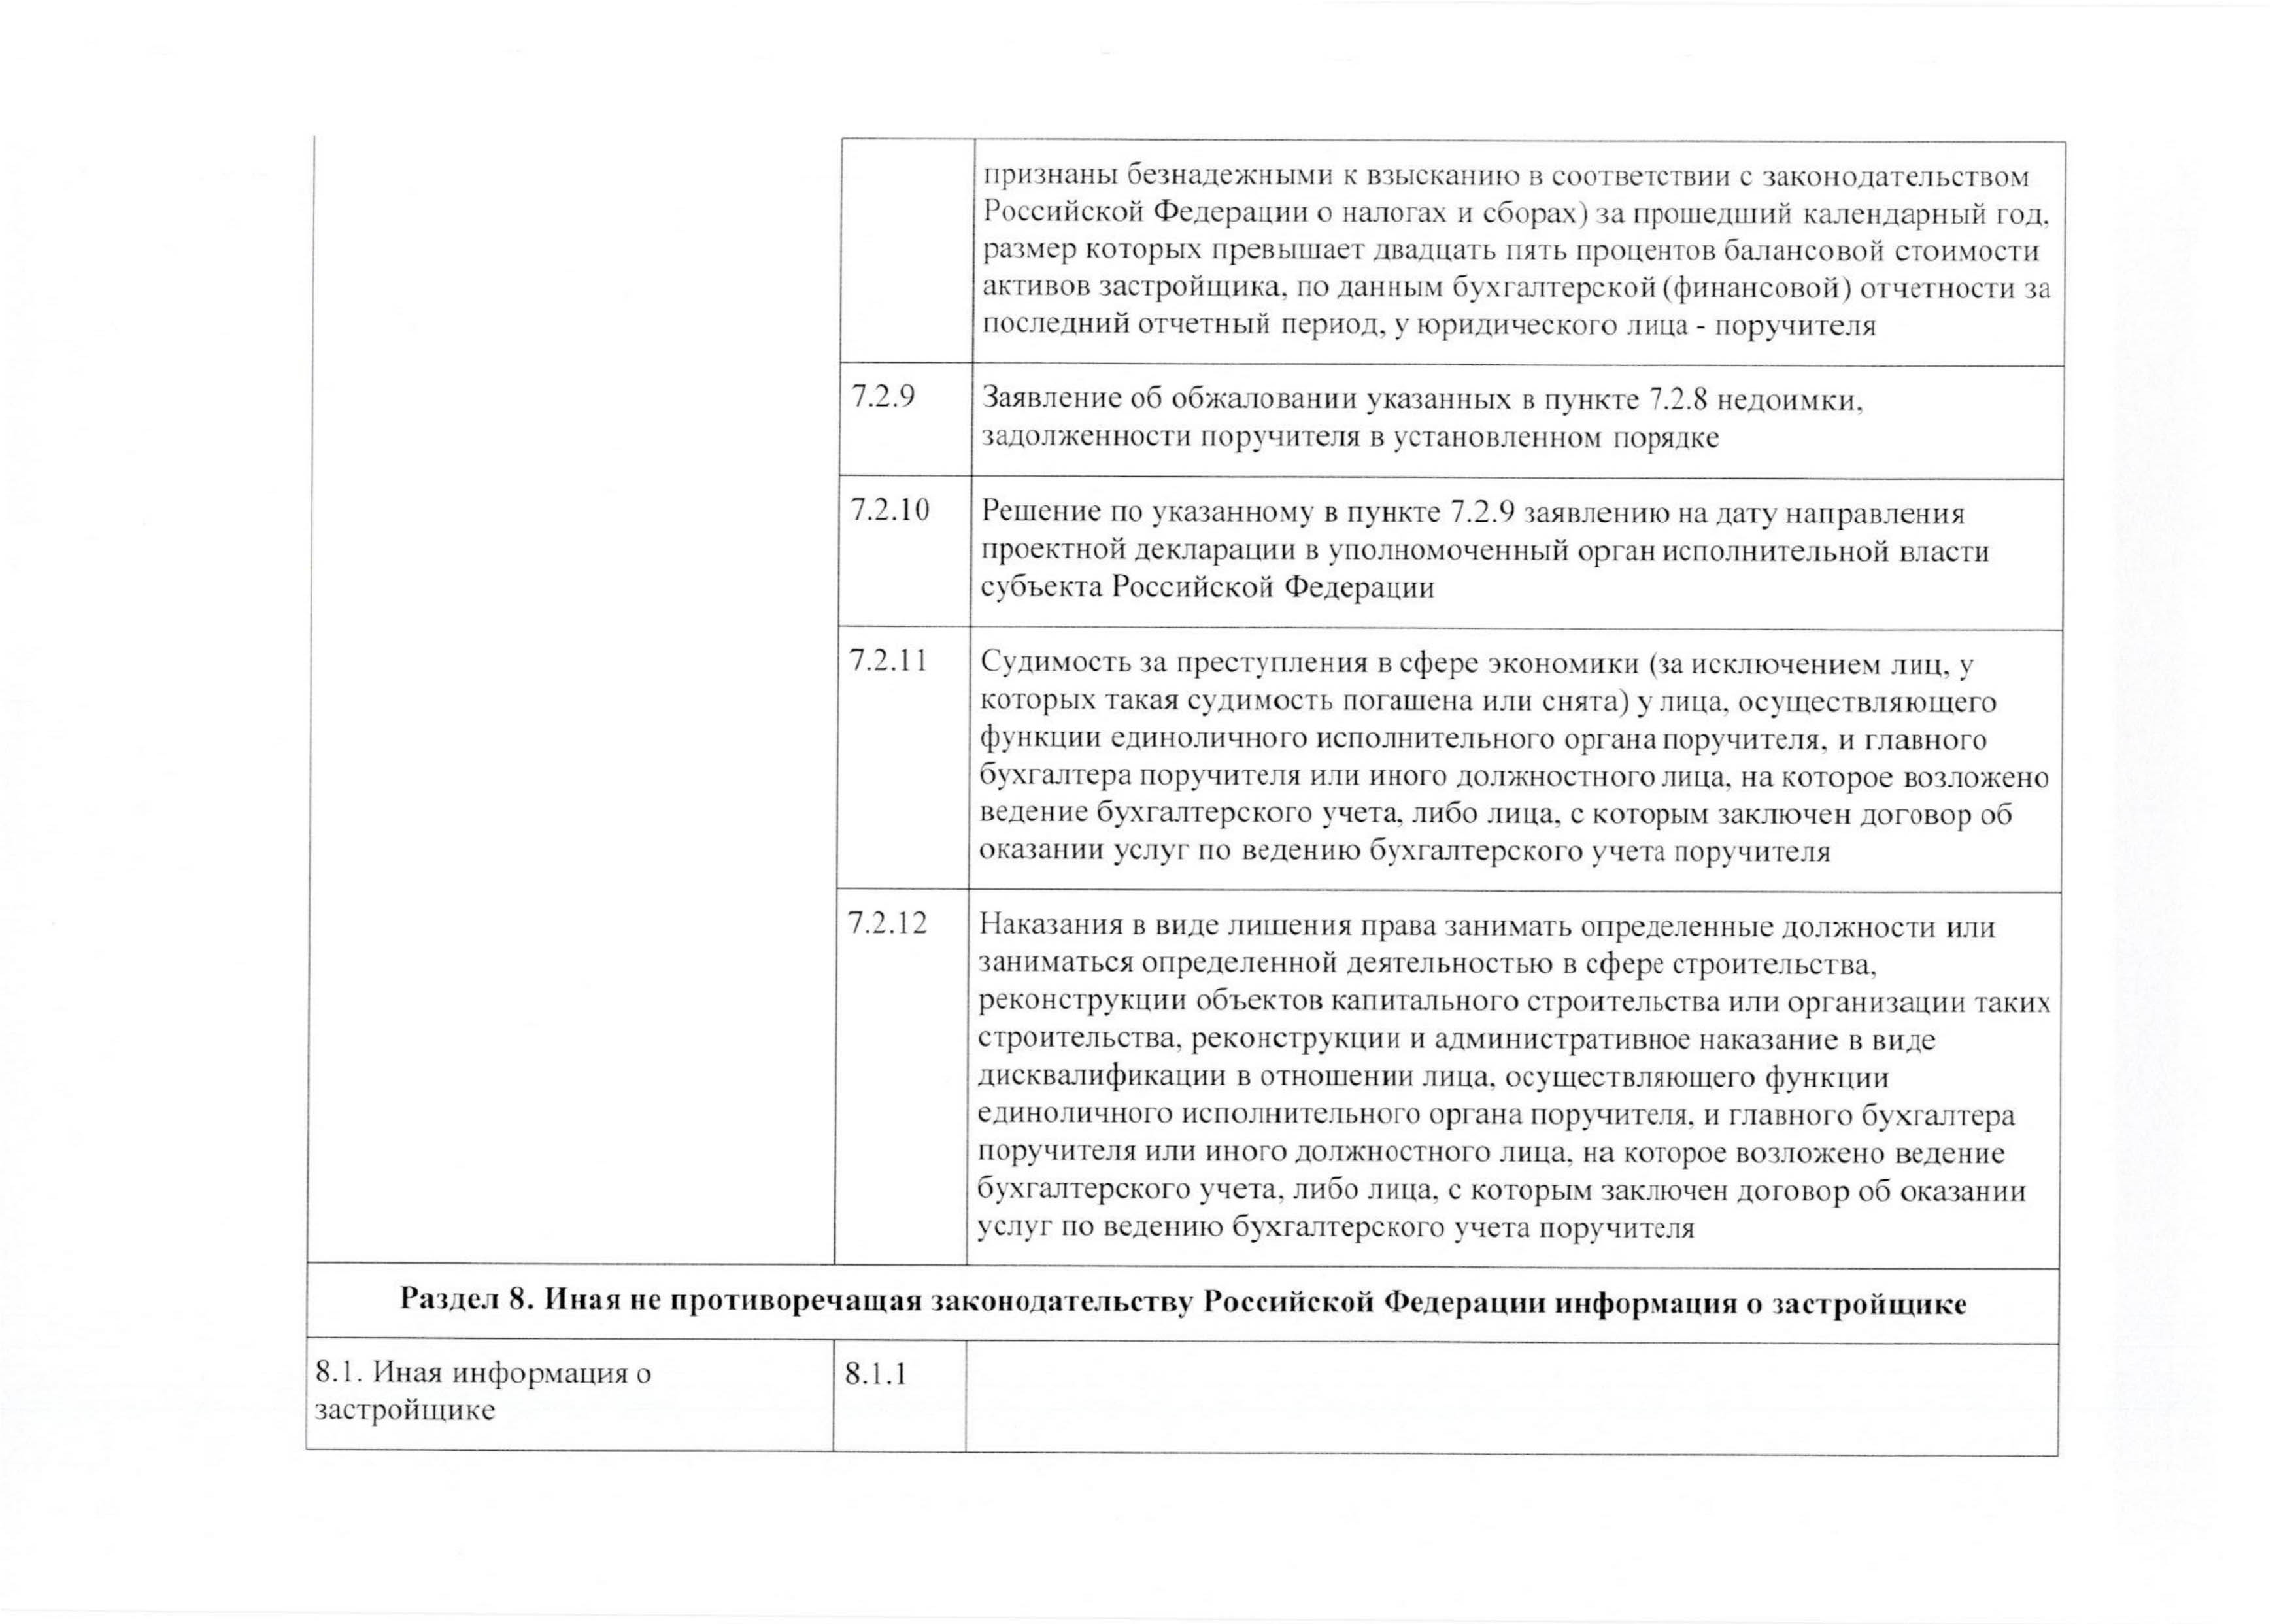 признаны безнадежными к взысканию в соответствии с законодательством
Российской Федерации о налогах и сборах) за прошедший календарный год,
размер которых превышает двадцать пять процентов балансовой стоимости
активов застройщика, по данным бухгалтерской (финансовой) отчетности за
последний отчетный период, у юридического лица - поручителя
7.2.9 Заявление об обжаловании указанных в пункте 7.2.8 недоимки,
задолженности поручителя в установленном порядке
7.2.10 Решение по указанному в пункте 7.2.9 заявлению на дату направления
проектной декларации в уполномоченный орган исполнительной власти
субъекта Российской Федерации
7.2.11 Судимость за преступления в сфере экономики (за исключением лиц, у
которых такая судимость погашена или снята) у лица, осуществляющего
функции единоличного исполнительного органа поручителя, и главного
бухгалтера поручителя или иного должностного лица, на которое возложено
ведение бухгалтерского учета, либо лица, с которым заключен договор об
оказании услуг по ведению бухгалтерского учета поручителя
7.2.12 Наказания в виде лишения права занимать определенные должности или
заниматься определенной деятельностью в сфере строительства,
реконструкции объектов капитального строительства или организации таких
строительства, реконструкции и административное наказание в виде
дисквалификации в отношении лица, осуществляющего функции
единоличного исполнительного органа поручителя, и главного бухгалтера
поручителя или иного должностного лица, на которое возложено ведение
бухгалтерского учета, либо лица, с которым заключен договор об оказании
услуг по ведению бухгалтерского учета поручителя
Раздел 8. Иная не противоречащая законодательству Российской Федерации информация о застройщике
8.1. Иная информация о
застройщике
8.1.1